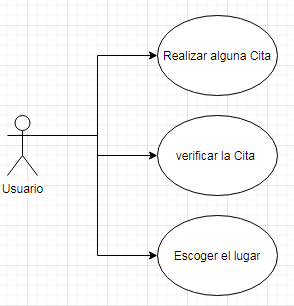 Realizar alguna Cita
verificar la Cita
Usuario
Escoger el lugar